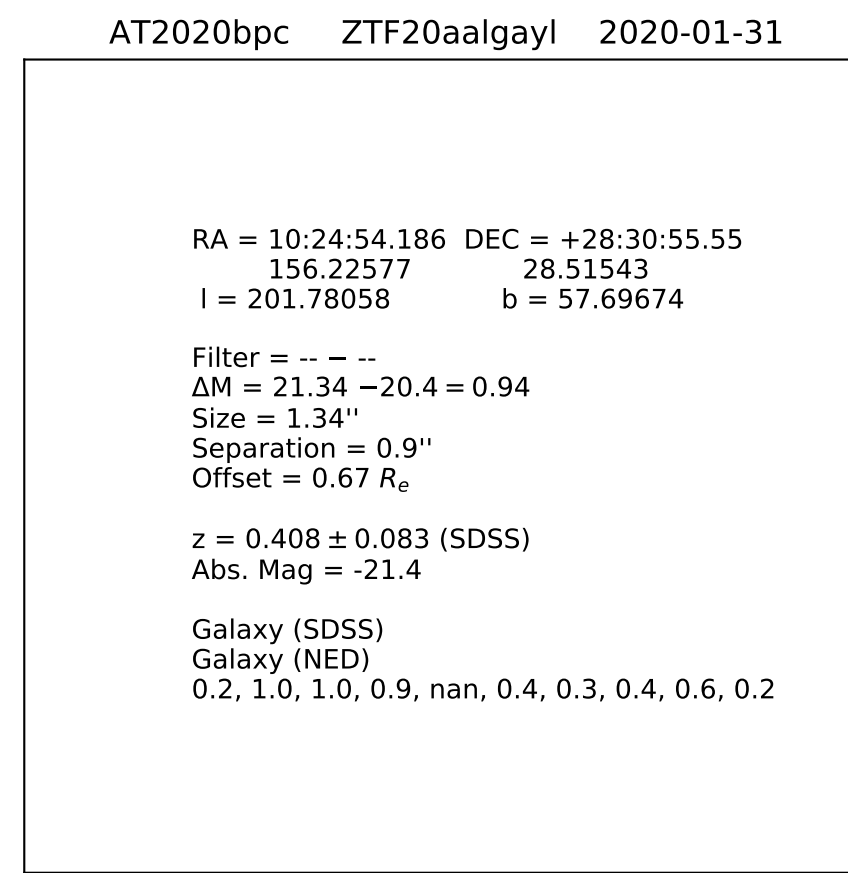 AT2020bpc ZTF20aalgayl 2020-01-31
RA = 10:24:54.186 DEC = +28:30:55.55
156.22577 28.51543
l = 201.78058 b = 57.69674
Filter = -- − --
ΔM = 21.34 −20.4 = 0.94
Size = 1.34''
Separation = 0.9''
Offset = 0.67 Re
z = 0.408 ± 0.083 (SDSS)
Abs. Mag = -21.4
Galaxy (SDSS)
Galaxy (NED)
0.2, 1.0, 1.0, 0.9, nan, 0.4, 0.3, 0.4, 0.6, 0.2